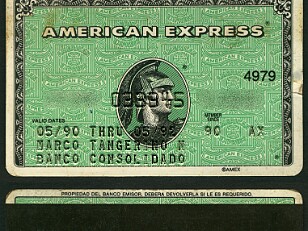 AMERICAN EXPRESS
4979
VALID DATES
MEMBER SINCE
05/90 THRU 05/92 90 AX
MARCO TANGERINO N
BANCO CONSOLIDADO
©AMEX
PROPIEDAD DEL BANCO EMISOR, DEBERA DEVOLVERLA SI LE ES REQUERIDO.